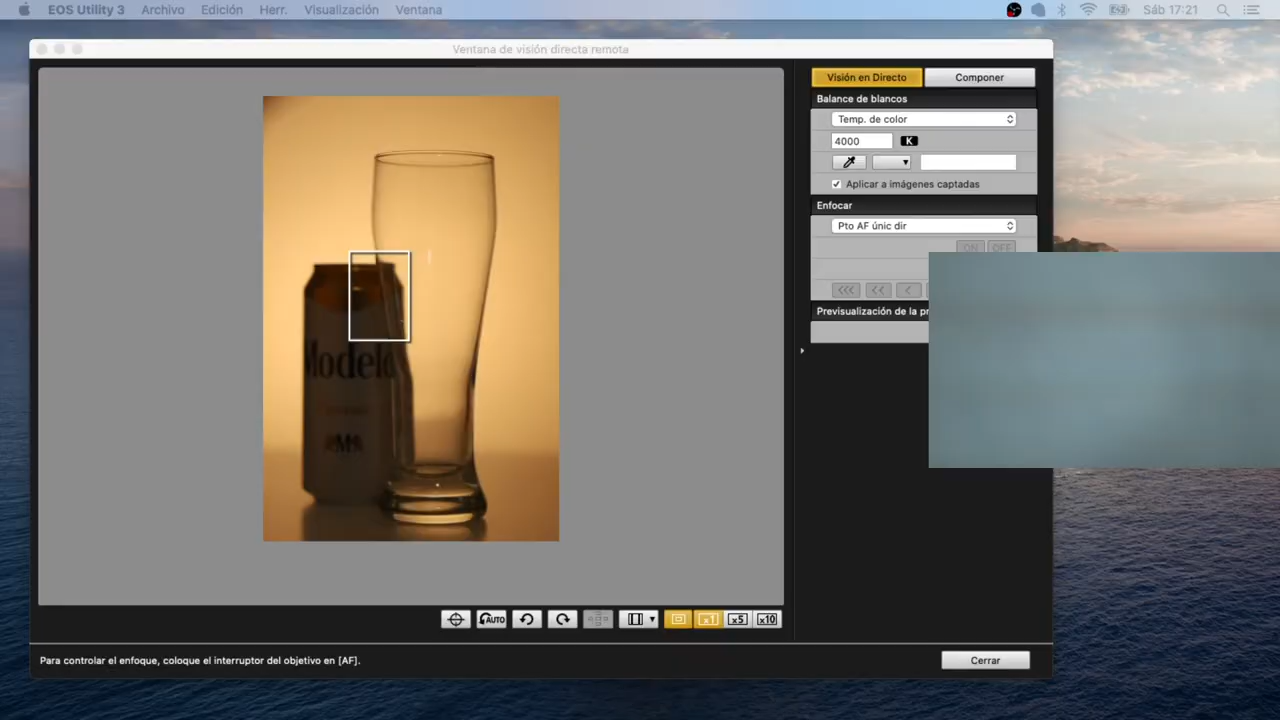 EOS Utility 3 Archivo Edición Herr. Visualización Ventana Sáb 17:21
Ventana de visión directa remota
Visión en Directo Componer
Balance de blancos
Temp. de color
4000 K
Aplicar a imágenes captadas
Enfocar
Pto AF únic dir
ON OFF
<<< << <
Previsualización de la pr
Modelo
AUTO x1 x5 x10
Para controlar el enfoque, coloque el interruptor del objetivo en [AF].
Cerrar